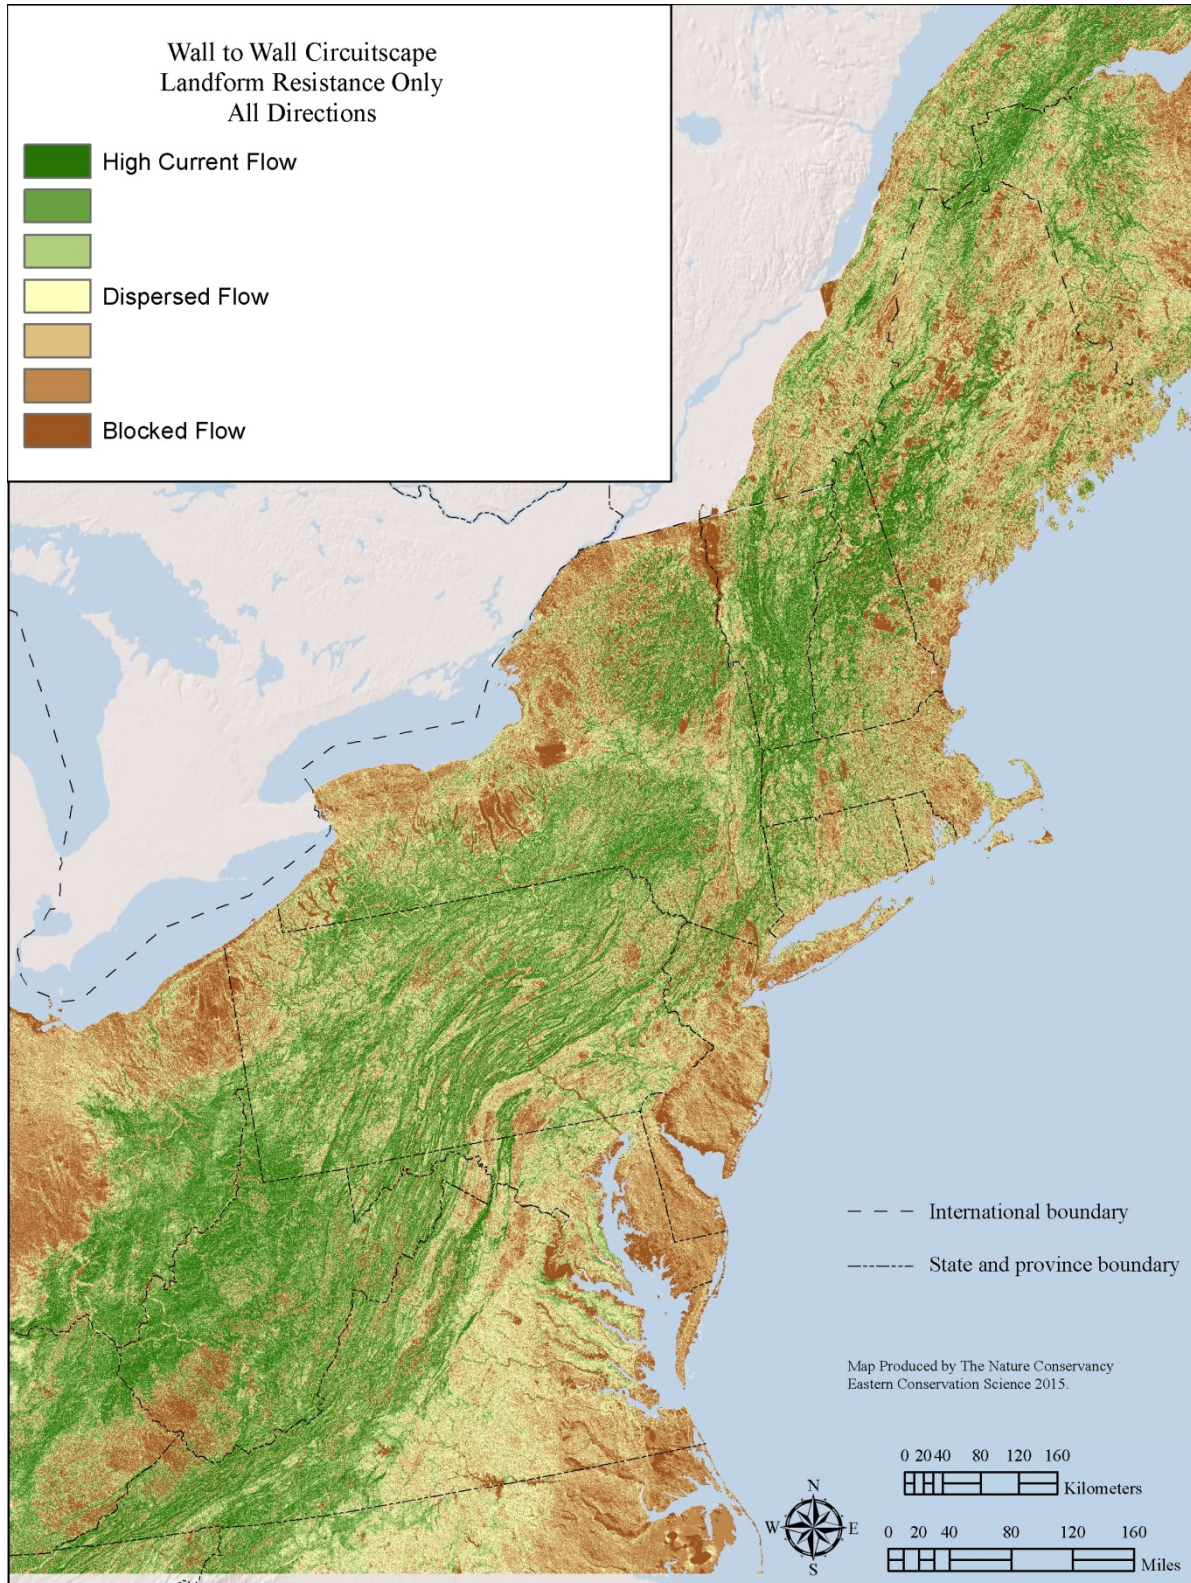 Wall to Wall Circuitscape
Landform Resistance Only
All Directions
High Current Flow
Dispersed Flow
Blocked Flow
International boundary
State and province boundary
Map Produced by The Nature Conservancy
Eastern Conservation Science 2015.
0 20 40 80 120 160
Kilometers
N
W E
S
0 20 40 80 120 160
Miles